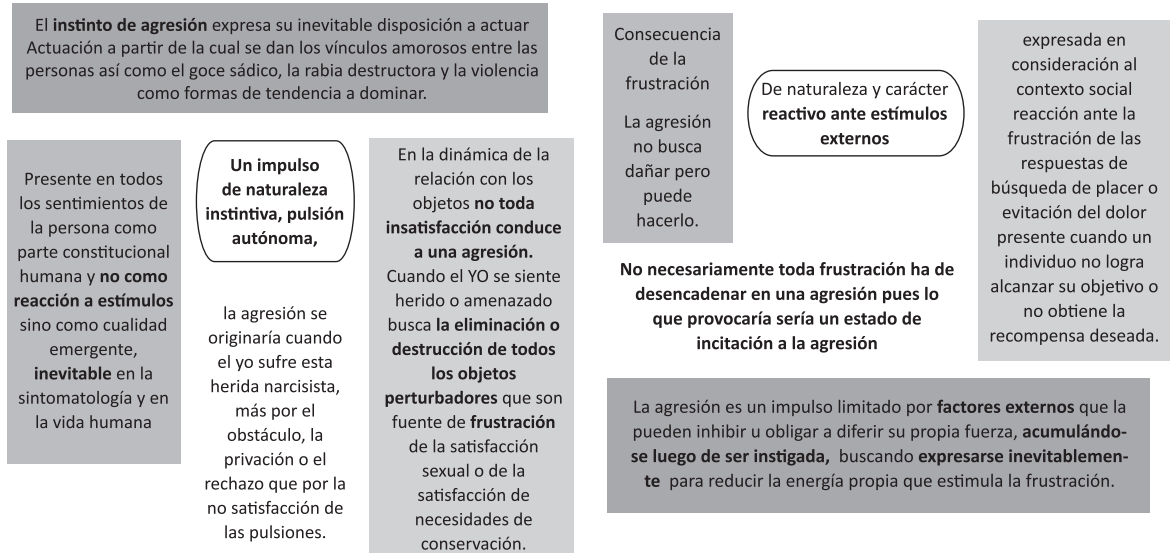 El instinto de agresión expresa su inevitable disposición a actuar
Actuación a partir de la cual se dan los vínculos amorosos entre las
personas así como el goce sádico, la rabia destructora y la violencia
como formas de tendencia a dominar.
Presente en todos
los sentimientos de
la persona como
parte constitucional
humana y no como
reacción a estímulos
sino como cualidad
emergente,
inevitable en la
sintomatología y en
la vida humana
Un impulso
de naturaleza
instintiva, pulsión
autónoma,
la agresión se
originaría cuando
el yo sufre esta
herida narcisista,
más por el
obstáculo, la
privación o el
rechazo que por la
no satisfacción de
las pulsiones.
En la dinámica de la
relación con los
objetos no toda
insatisfacción conduce
a una agresión.
Cuando el YO se siente
herido o amenazado
busca la eliminación o
destrucción de todos
los objetos
perturbadores que son
fuente de frustración
de la satisfacción
sexual o de la
satisfacción de
necesidades de
conservación.
Consecuencia
de la
frustración
La agresión
no busca
dañar pero
puede
hacerlo.
De naturaleza y carácter
reactivo ante estímulos
externos
expresada en
consideración al
contexto social
reacción ante la
frustración de las
respuestas de
búsqueda de placer o
evitación del dolor
presente cuando un
individuo no logra
alcanzar su objetivo o
no obtiene la
recompensa deseada.
No necesariamente toda frustración ha de
desencadenar en una agresión pues lo
que provocaría sería un estado de
incitación a la agresión
La agresión es un impulso limitado por factores externos que la
pueden inhibir u obligar a diferir su propia fuerza, acumulándo-
se luego de ser instigada, buscando expresarse inevitablemen-
te para reducir la energía propia que estimula la frustración.